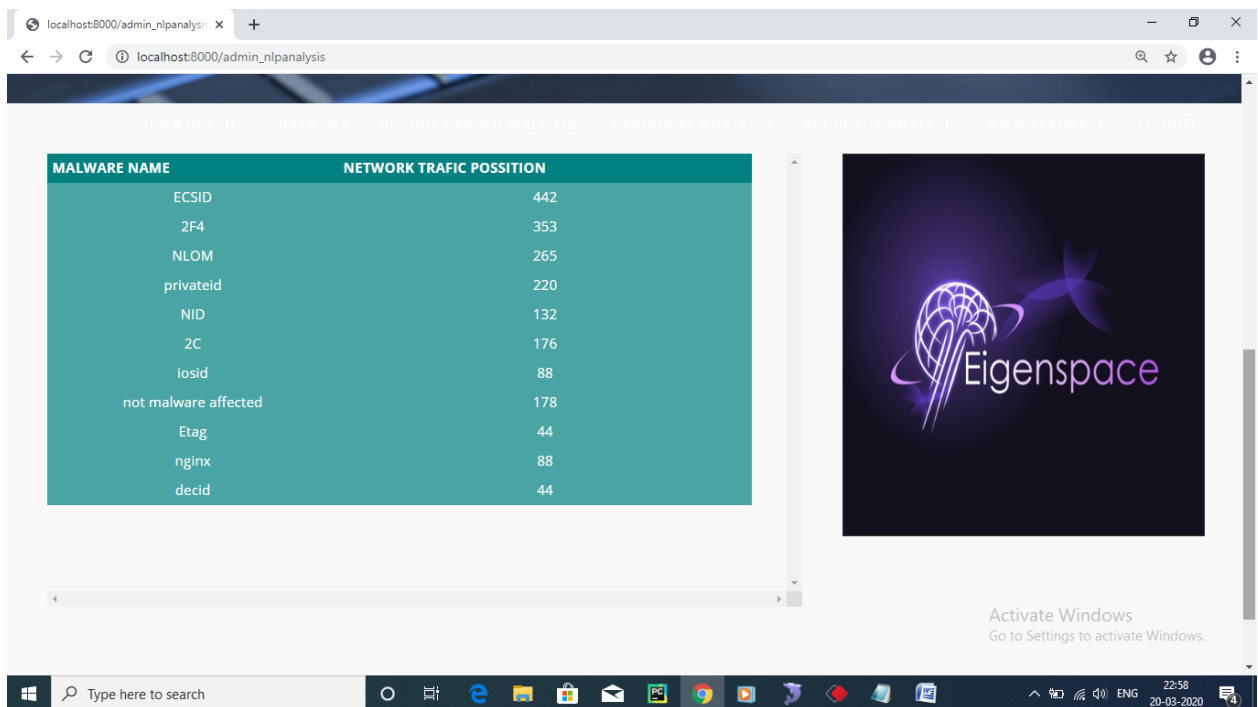 localhost:8000/admin_nlpanalysis
localhost:8000/admin_nlpanalysis
USER DETAILS DATA SET OPCODE BAASED MALWARE GRAPHICAL ANALYSIS ACCURACY ANALYSIS VIEW FEEDBACK LOGOUT
MALWARE NAME NETWORK TRAFIC POSSITION
ECSID 442
2F4 353
NLOM 265
privateid 220
NID 132
2C 176
iosid 88
not malware affected 178
Etag 44
nginx 88
decid 44
Eigenspace
Activate Windows
Go to Settings to activate Windows.
Type here to search
ENG
22:58
20-03-2020
4